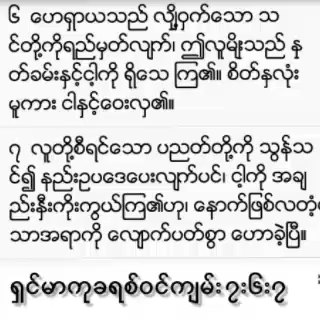 ၆ ဟေရှာယသည် လျှို့ဝှက်သော သ
င်တို့ကိုရည်မှတ်လျက်၊ ဤလူမျိုးသည် နှု
တ်ခမ်းနှင့်ငါ့ကို ရိုသေ ကြ၏။ စိတ်နှလုံး
မူကား ငါနှင့်ဝေးလှ၏။
၇ လူတို့စီရင်သော ပညတ်တို့ကို သွန်သ
င်၍ နည်းဥပဒေပေးလျက်ပင်၊ ငါ့ကို အချ
ည်းနှီးကိုးကွယ်ကြ၏ဟု၊ နောက်ဖြစ်လတံ့
သောအရာကို လျောက်ပတ်စွာ ဟောခဲ့ပြီ။
ရှင်မာကုခရစ်ဝင်ကျမ်း ၇:၆:၇